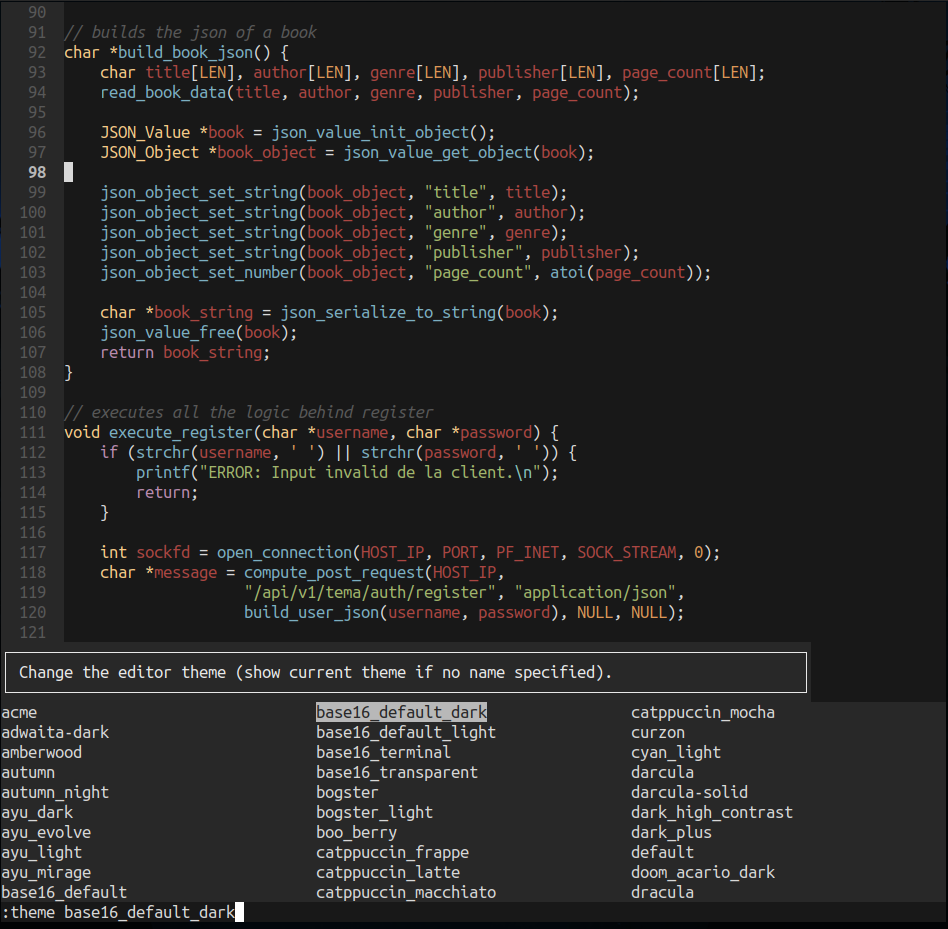 90
91 // builds the json of a book
92 char *build_book_json() {
93     char title[LEN], author[LEN], genre[LEN], publisher[LEN], page_count[LEN];
94     read_book_data(title, author, genre, publisher, page_count);
95
96     JSON_Value *book = json_value_init_object();
97     JSON_Object *book_object = json_value_get_object(book);
98
99     json_object_set_string(book_object, "title", title);
100     json_object_set_string(book_object, "author", author);
101     json_object_set_string(book_object, "genre", genre);
102     json_object_set_string(book_object, "publisher", publisher);
103     json_object_set_number(book_object, "page_count", atoi(page_count));
104
105     char *book_string = json_serialize_to_string(book);
106     json_value_free(book);
107     return book_string;
108 }
109
110 // executes all the logic behind register
111 void execute_register(char *username, char *password) {
112     if (strchr(username, ' ') || strchr(password, ' ')) {
113         printf("ERROR: Input invalid de la client.\n");
114         return;
115     }
116
117     int sockfd = open_connection(HOST_IP, PORT, PF_INET, SOCK_STREAM, 0);
118     char *message = compute_post_request(HOST_IP,
119                     "/api/v1/tema/auth/register", "application/json",
120                     build_user_json(username, password), NULL, NULL);
121
Change the editor theme (show current theme if no name specified).
acme base16_default_dark catppuccin_mocha
adwaita-dark base16_default_light curzon
amberwood base16_terminal cyan_light
autumn base16_transparent darcula
autumn_night bogster darcula-solid
ayu_dark bogster_light dark_high_contrast
ayu_evolve boo_berry dark_plus
ayu_light catppuccin_frappe default
ayu_mirage catppuccin_latte doom_acario_dark
base16_default catppuccin_macchiato dracula
:theme base16_default_dark